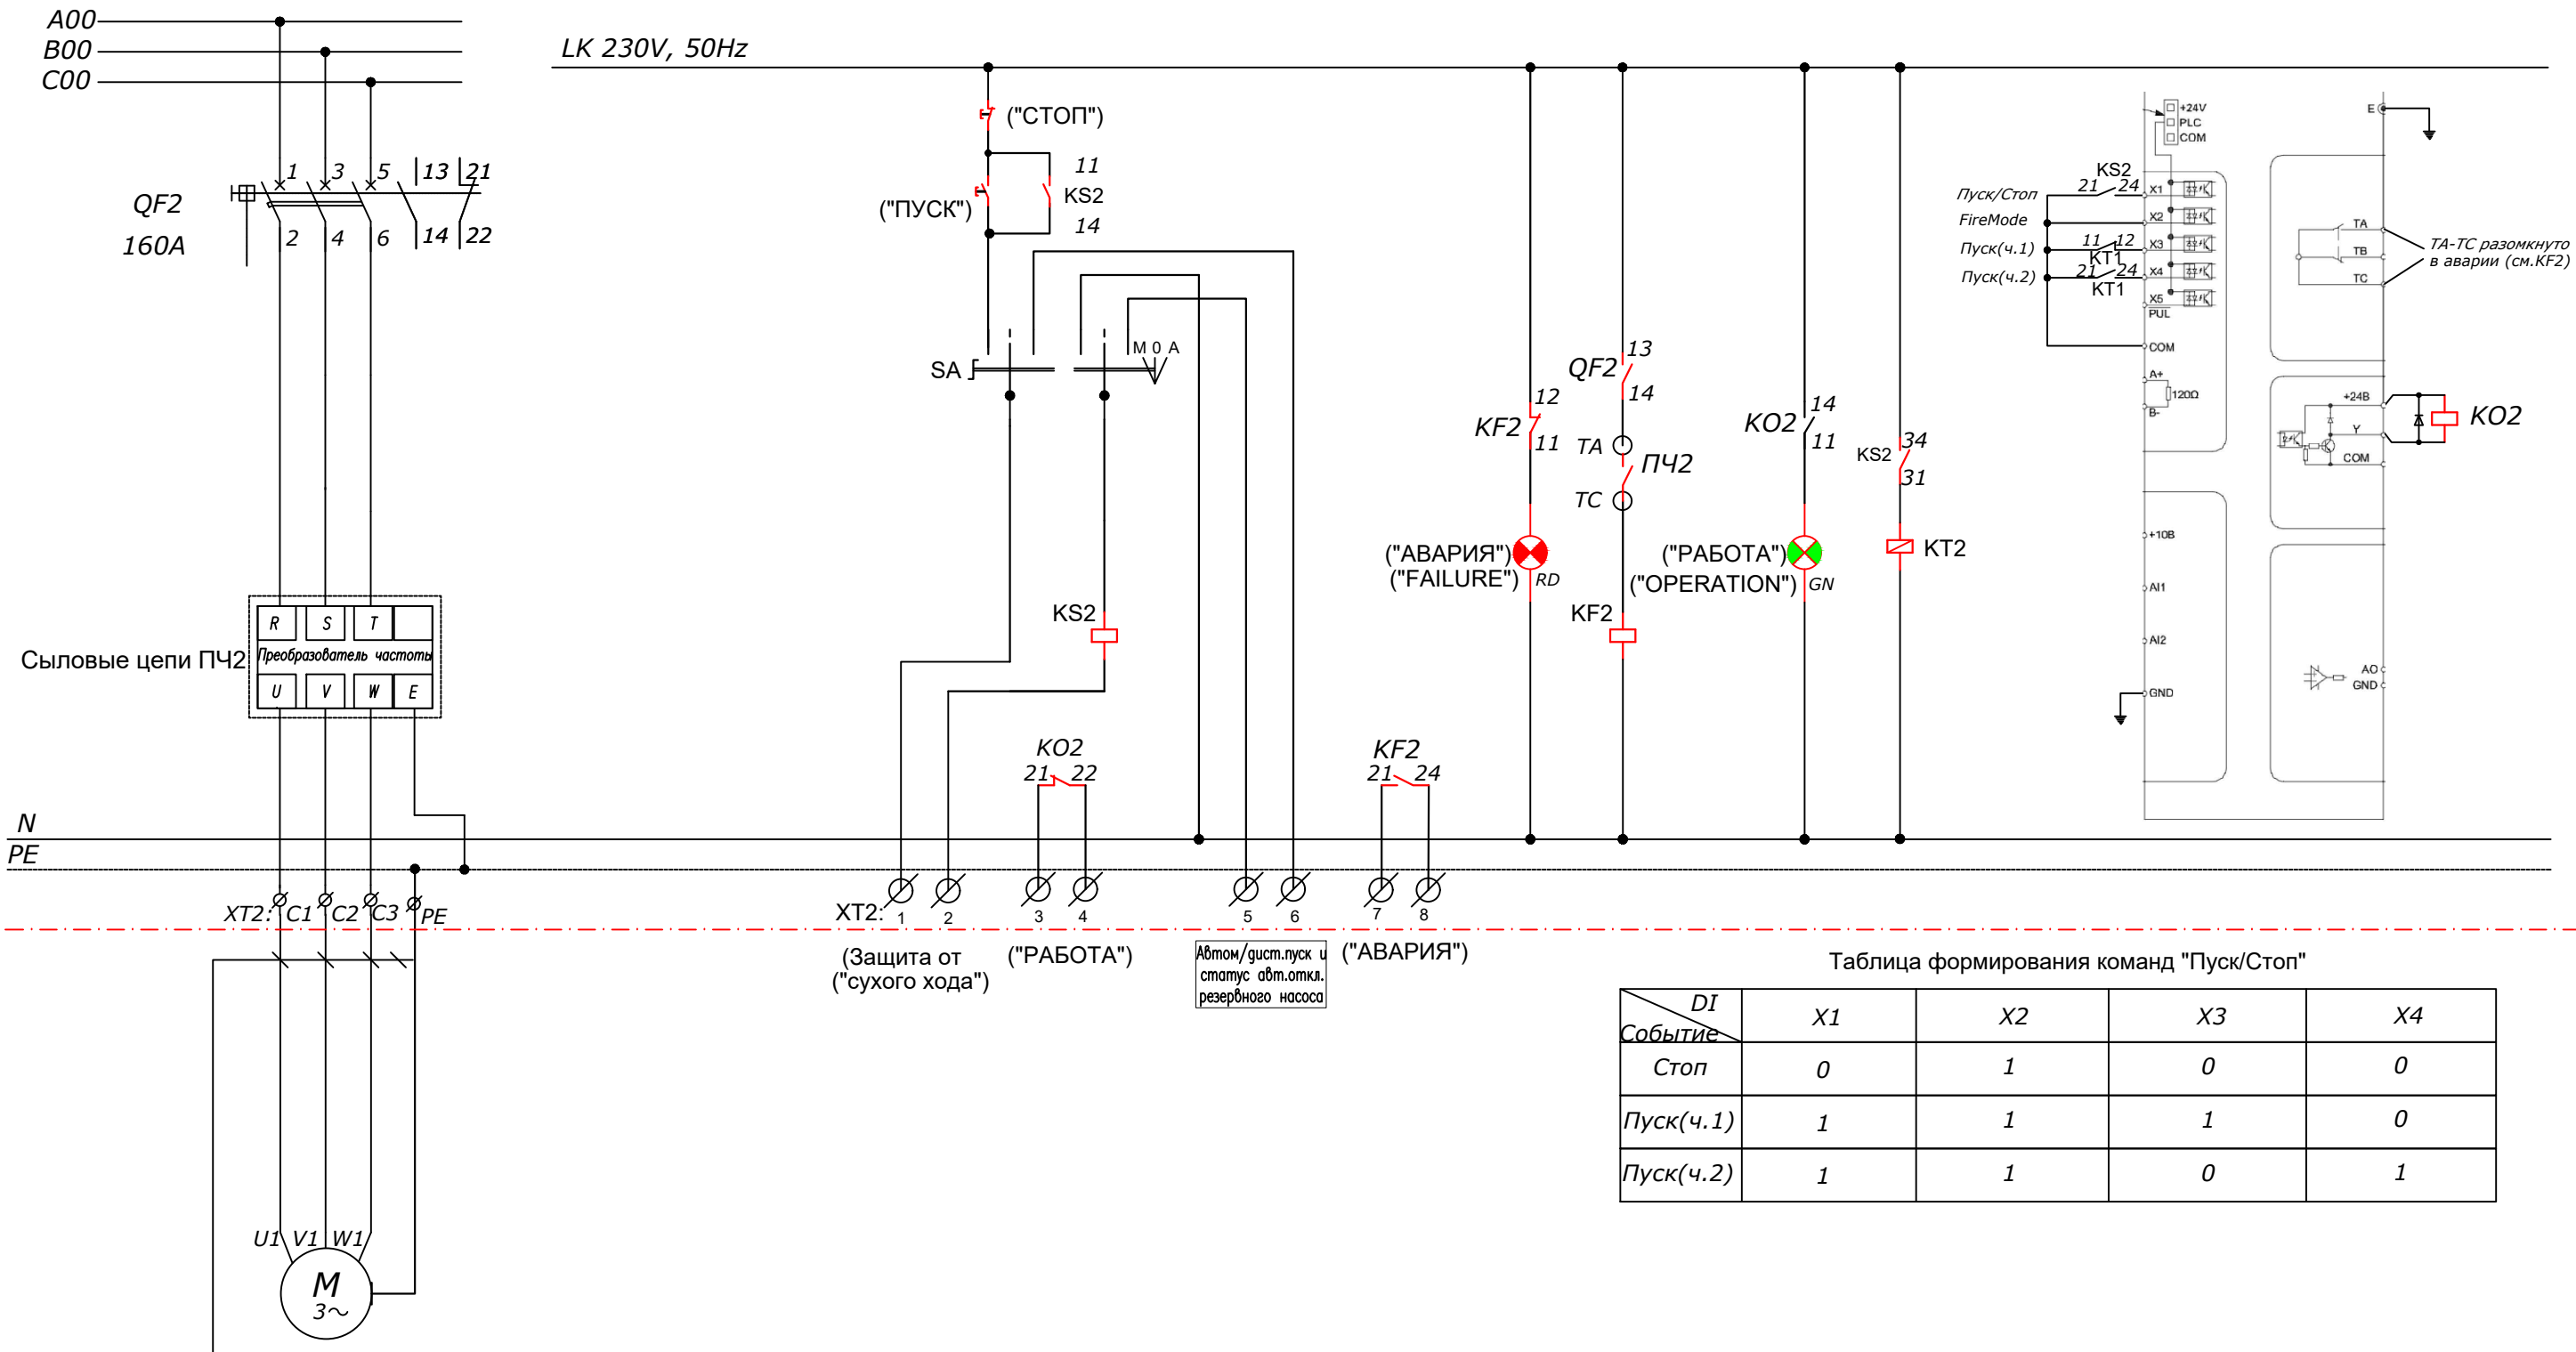 A00
B00
C00
LK 230V, 50Hz
("СТОП")
("ПУСК")
11
KS2
14
QF2
160A
1
3
5
13
21
2
4
6
14
22
SA
M 0 A
KS2
R
S
T
Преобразователь частоты
U
V
W
E
Сыловые цепи ПЧ2
KF2
12
11
("АВАРИЯ")
("FAILURE")
RD
QF2
13
14
TA
ПЧ2
TC
KF2
KO2
14
11
("РАБОТА")
("OPERATION")
GN
KS2
34
31
KT2
+24V
PLC
COM
Пуск/Стоп
21
KS2
24
X1
FireMode
X2
Пуск(ч.1)
11
12
KT1
X3
Пуск(ч.2)
21
24
KT1
X4
X5
PUL
COM
A+
120Ω
B-
+10В
AI1
AI2
GND
E
TA
TB
TC
TA-TC разомкнуто
в аварии (см.KF2)
+24В
Y
COM
KO2
AO
GND
KO2
21
22
KF2
21
24
N
PE
XT2:
C1
C2
C3
PE
XT2:
1
2
3
4
5
6
7
8
(Защита от
("сухого хода")
("РАБОТА")
Автом/дист.пуск и
статус авт.откл.
резервного насоса
("АВАРИЯ")
U1
V1
W1
M
3~
Таблица формирования команд "Пуск/Стоп"
DI
Событие
X1
X2
X3
X4
Стоп
0
1
0
0
Пуск(ч.1)
1
1
1
0
Пуск(ч.2)
1
1
0
1